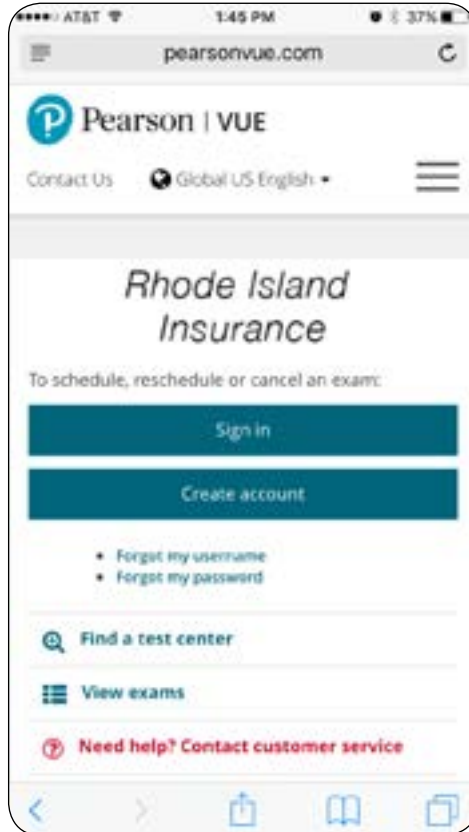 AT&T 1:45 PM 37%
pearsonvue.com
Pearson | VUE
Contact Us Global US English
Rhode Island
Insurance
To schedule, reschedule or cancel an exam:
Sign in
Create account
• Forgot my username
• Forgot my password
Find a test center
View exams
Need help? Contact customer service